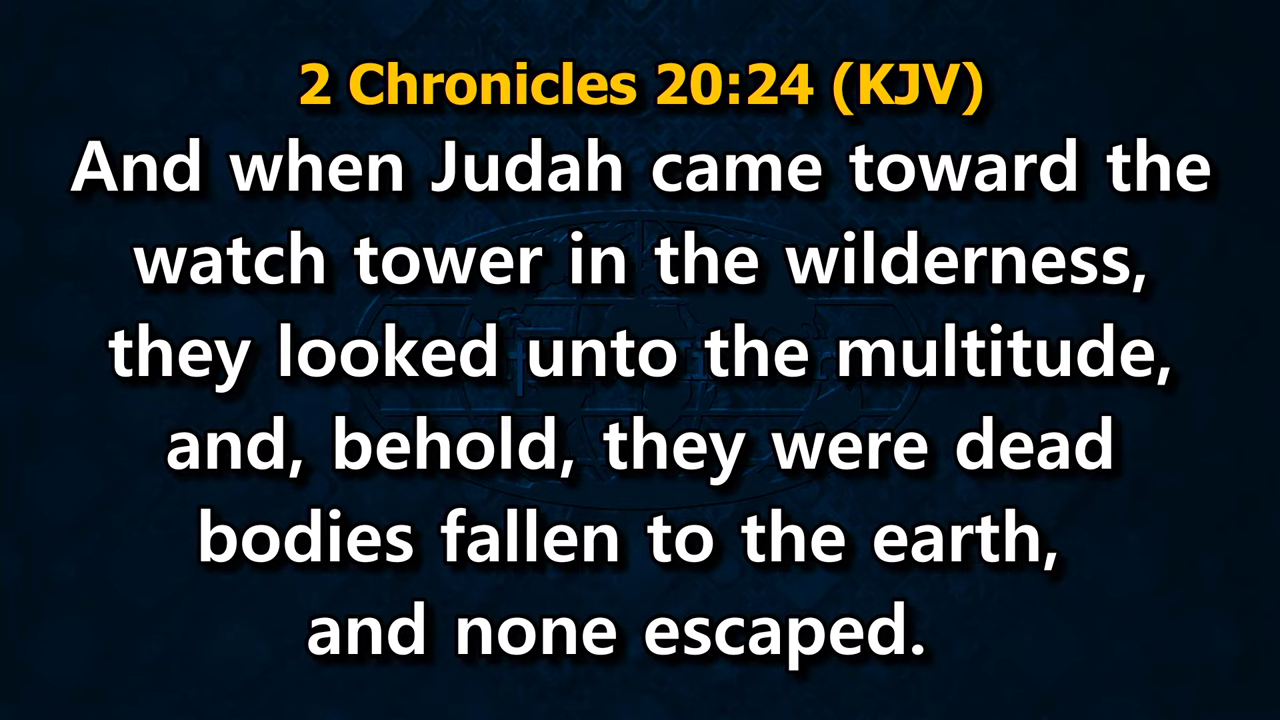 2 Chronicles 20:24 (KJV)
And when Judah came toward the
watch tower in the wilderness,
they looked unto the multitude,
and, behold, they were dead
bodies fallen to the earth,
and none escaped.